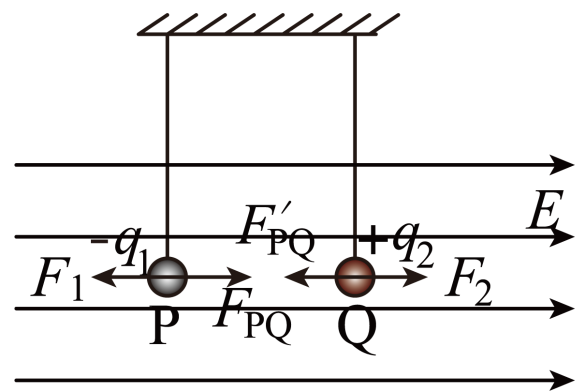 E
-q₁ F′PQ +q₂
F₁ FPQ F₂
P Q